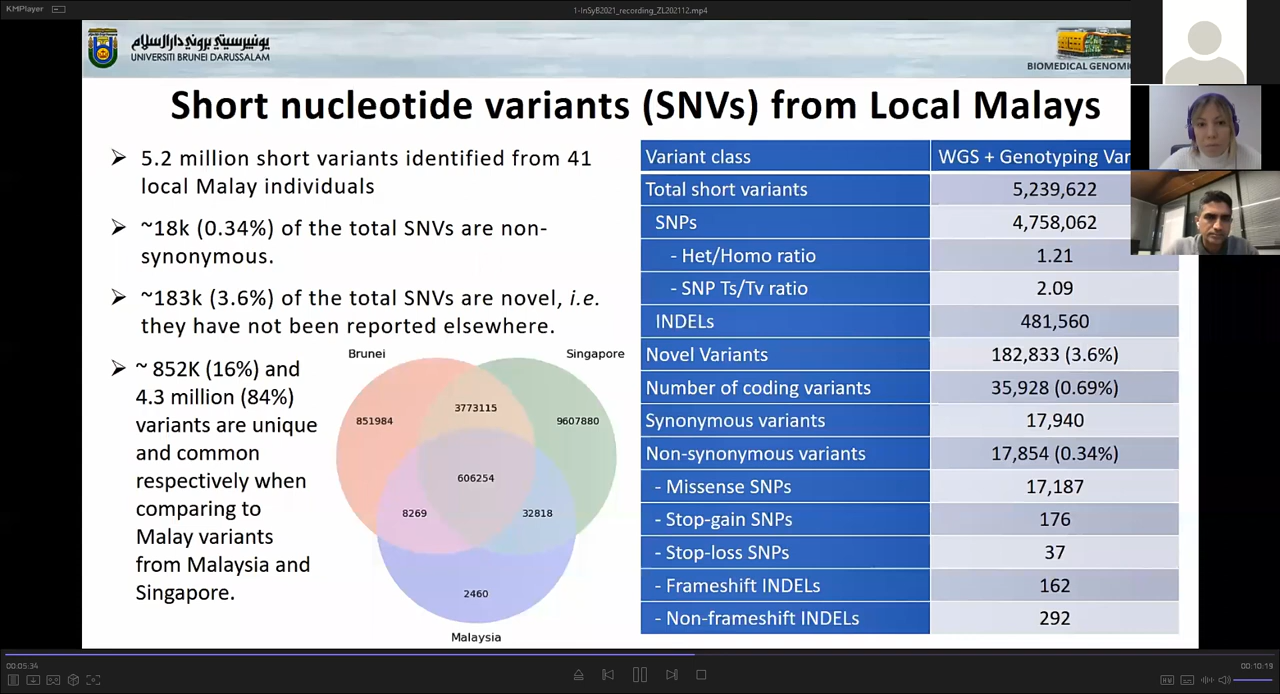 KMPlayer
1-InSyB2021_recording_ZL202112.mp4
يونيبرسيتي بروني دارالسلام
UNIVERSITI BRUNEI DARUSSALAM
BIOMEDICAL GENOMI
Short nucleotide variants (SNVs) from Local Malays
➢ 5.2 million short variants identified from 41
local Malay individuals
➢ ~18k (0.34%) of the total SNVs are non-
synonymous.
➢ ~183k (3.6%) of the total SNVs are novel, i.e.
they have not been reported elsewhere.
➢ ~ 852K (16%) and
4.3 million (84%)
variants are unique
and common
respectively when
comparing to
Malay variants
from Malaysia and
Singapore.
Brunei Singapore
3773115
851984 9607880
606254
8269 32818
2460
Malaysia
Variant class WGS + Genotyping Var
Total short variants 5,239,622
SNPs 4,758,062
- Het/Homo ratio 1.21
- SNP Ts/Tv ratio 2.09
INDELs 481,560
Novel Variants 182,833 (3.6%)
Number of coding variants 35,928 (0.69%)
Synonymous variants 17,940
Non-synonymous variants 17,854 (0.34%)
- Missense SNPs 17,187
- Stop-gain SNPs 176
- Stop-loss SNPs 37
- Frameshift INDELs 162
- Non-frameshift INDELs 292
00:05:34 00:10:19